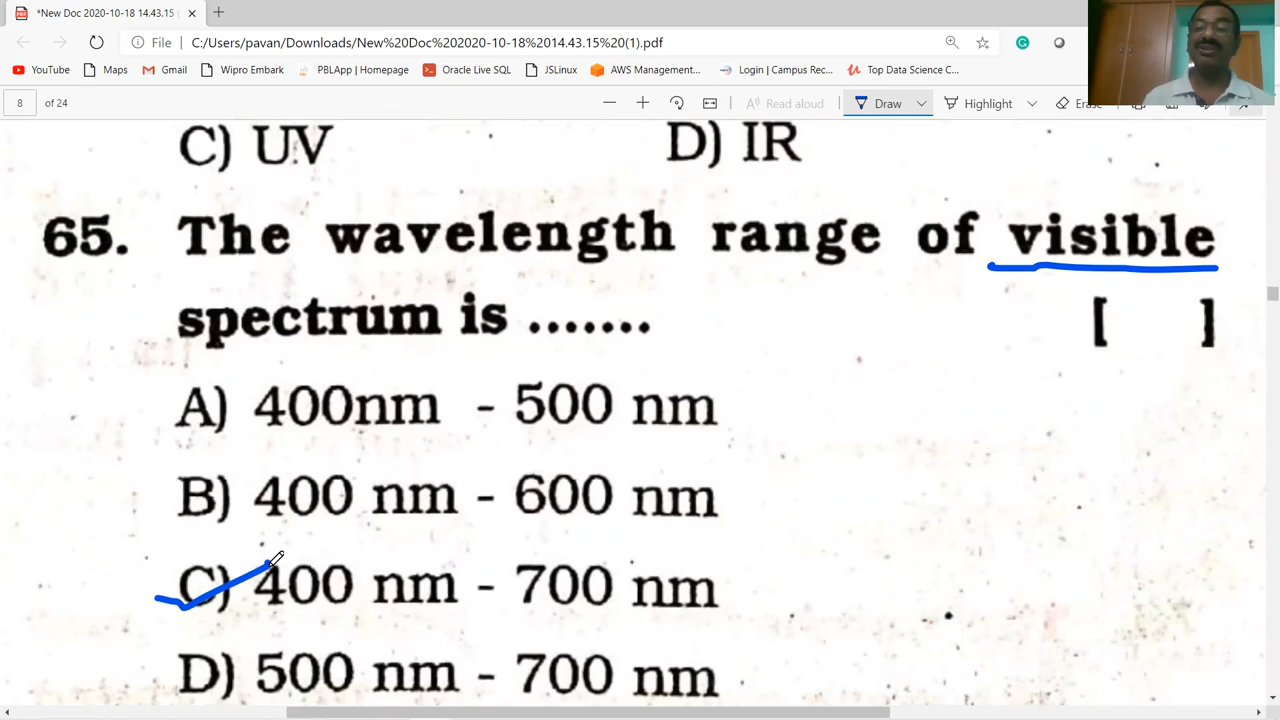 *New Doc 2020-10-18 14.43.15 (
File C:/Users/pavan/Downloads/New%20Doc%202020-10-18%2014.43.15%20(1).pdf
YouTube Maps Gmail Wipro Embark PBLApp | Homepage Oracle Live SQL JSLinux AWS Management... Login | Campus Rec... Top Data Science C...
8 of 24 Read aloud Draw Highlight Erase
C) UV D) IR
65. The wavelength range of visible
spectrum is ....... [ ]
A) 400nm - 500 nm
B) 400 nm - 600 nm
C) 400 nm - 700 nm
D) 500 nm - 700 nm